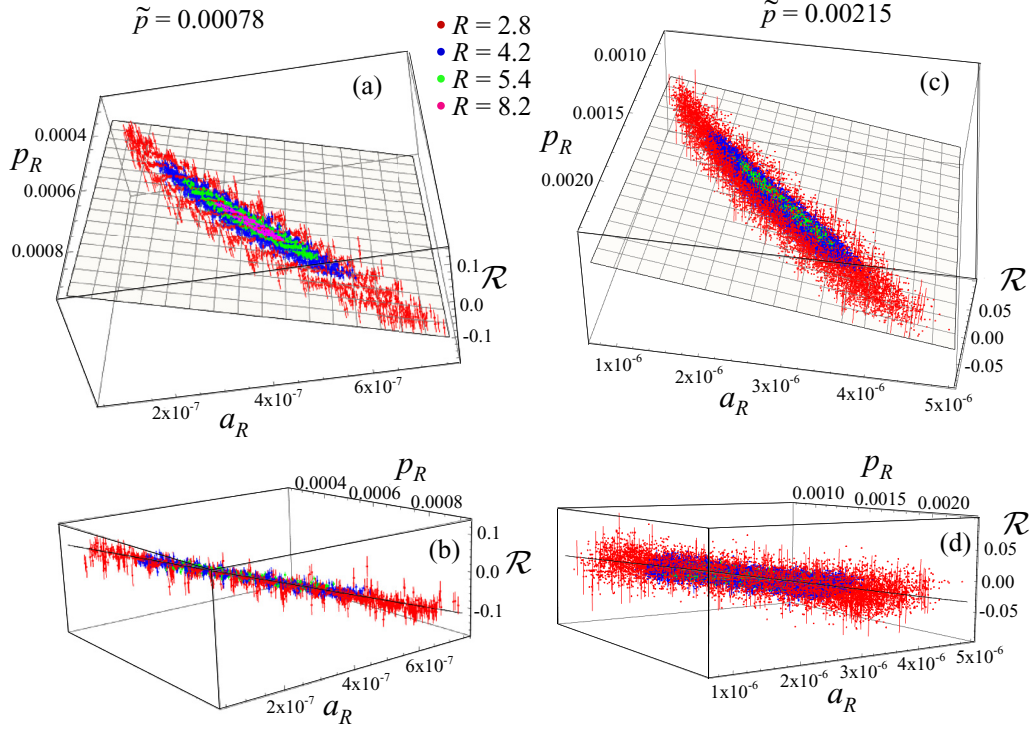 p̃ = 0.00078
R = 2.8
R = 4.2
R = 5.4
R = 8.2
p̃ = 0.00215
(a)
0.0004
p_R
0.0006
0.0008
0.1
ℛ
0.0
-0.1
2x10⁻⁷
4x10⁻⁷
6x10⁻⁷
a_R
(c)
0.0010
0.0015
p_R
0.0020
ℛ
0.05
0.00
-0.05
1x10⁻⁶
2x10⁻⁶
3x10⁻⁶
4x10⁻⁶
5x10⁻⁶
a_R
p_R
0.0004
0.0006
0.0008
(b)
0.1
0.0
ℛ
-0.1
2x10⁻⁷
4x10⁻⁷
6x10⁻⁷
a_R
p_R
0.0010
0.0015
0.0020
(d)
ℛ
0.05
0.00
-0.05
1x10⁻⁶
2x10⁻⁶
3x10⁻⁶
4x10⁻⁶
5x10⁻⁶
a_R